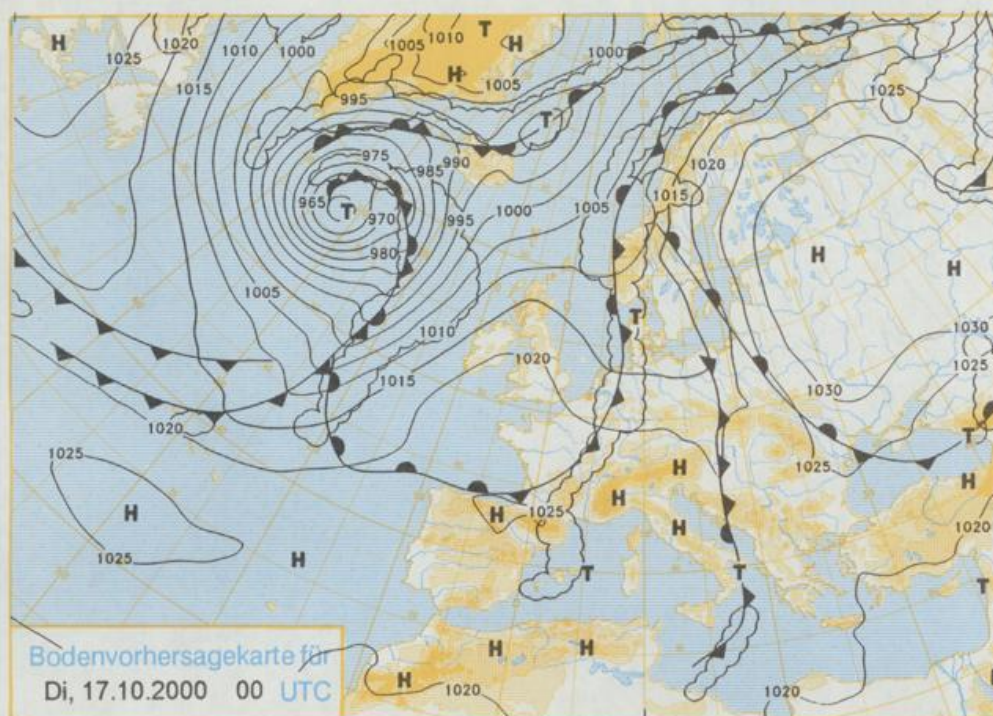 H 1025 1020 1010 1000 1005 1010 T H 1000
1015 995 H 1005 1025
T
975 985 990 1020
965 T 970 995 1000 1005 1015
980 H H
1005
T
1010 1030
1020 1025
1015 1030
1020 T
1025 H 1025 H
H 1025 H H
H 1020
1025 H T T T
H H
Bodenvorhersagekarte für
Di, 17.10.2000 00 UTC
H 1020 1020